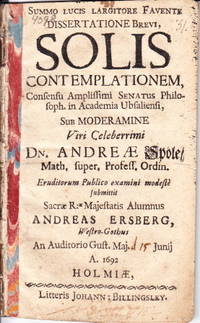 SUMMO LUCIS LARGITORE FAVENTE
DISSERTATIONE BREVI,
SOLIS
CONTEMPLATIONEM,
Consensu Amplissimi SENATUS Philo-
soph. in Academia Ubsaliensi,
SUB MODERAMINE
Viri Celeberrimi
DN. ANDREÆ Spole/
Math, super, Profess, Ordin.
Eruditorum Publico examini modestè
submittit
Sacræ R:æ Majestatis Alumnus
ANDREAS ERSBERG,
Westro-Gothus
An Auditorio Gust. Maj. d 15 Junij
A. 1692
HOLMIÆ,
Litteris JOHANN: BILLINGSLEY.